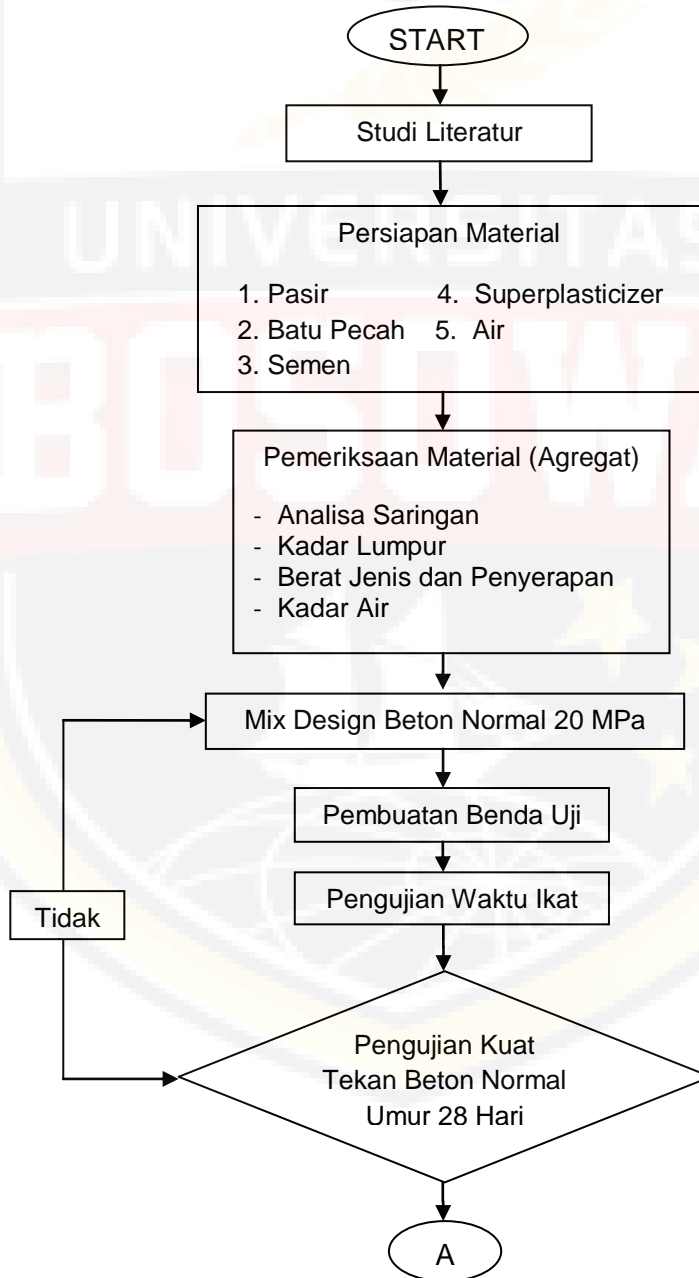 START
Studi Literatur
UNIVERSITAS
BOSOWA
Persiapan Material
1. Pasir 4. Superplasticizer
2. Batu Pecah 5. Air
3. Semen
Pemeriksaan Material (Agregat)
- Analisa Saringan
- Kadar Lumpur
- Berat Jenis dan Penyerapan
- Kadar Air
Mix Design Beton Normal 20 MPa
Pembuatan Benda Uji
Pengujian Waktu Ikat
Tidak
Pengujian Kuat
Tekan Beton Normal
Umur 28 Hari
A